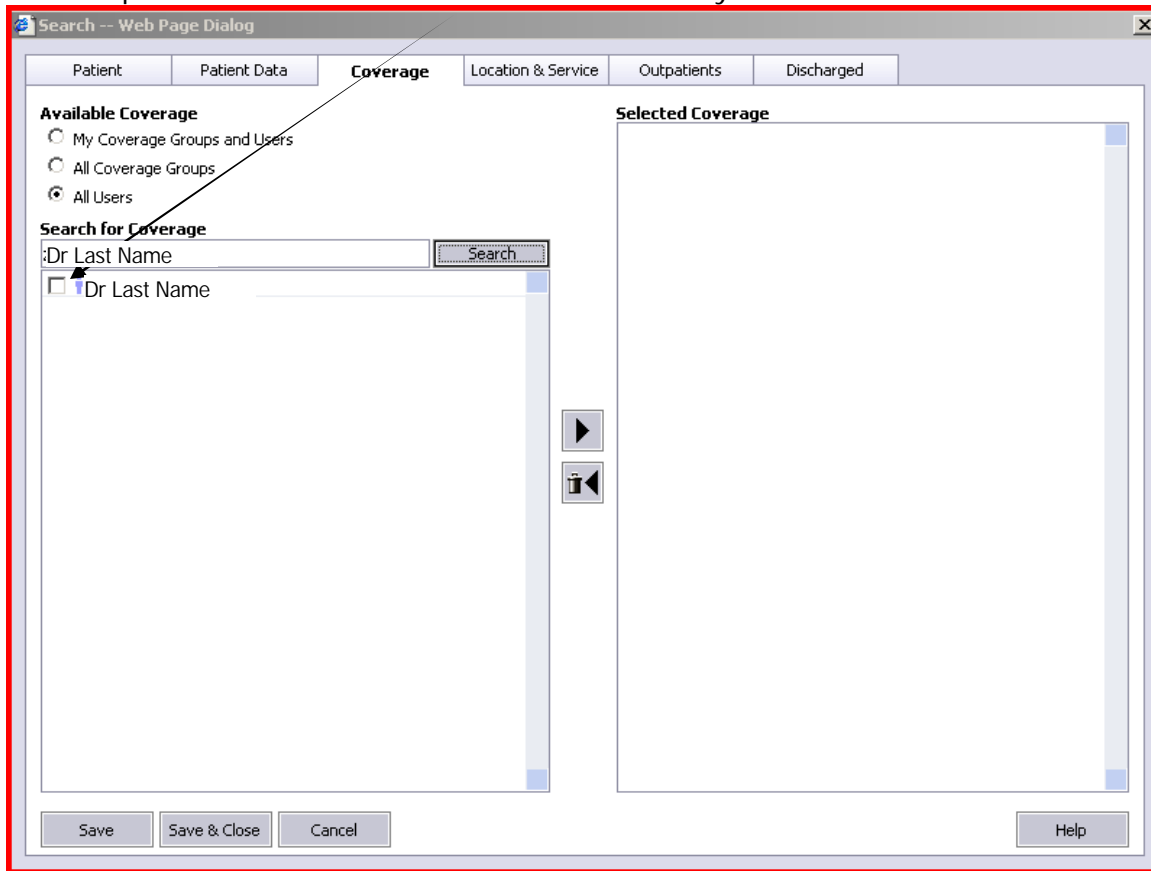 Search -- Web Page Dialog
Patient Patient Data Coverage Location & Service Outpatients Discharged
Available Coverage
My Coverage Groups and Users
All Coverage Groups
All Users
Search for Coverage
Dr Last Name Search
Dr Last Name
Selected Coverage
Save Save & Close Cancel Help